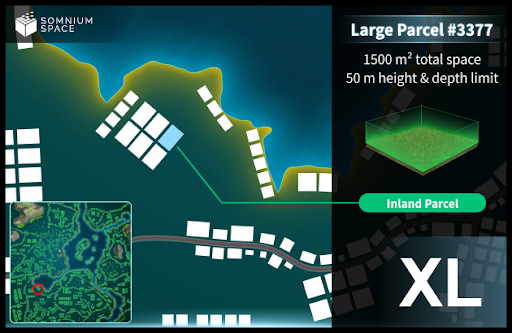 SOMNIUM
SPACE
Large Parcel #3377
1500 m² total space
50 m height & depth limit
Inland Parcel
XL